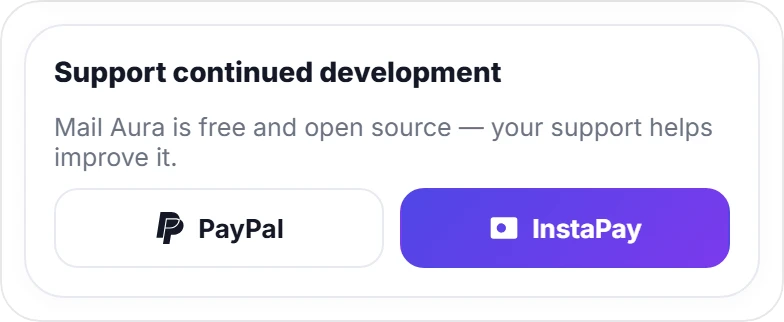 Support continued development
Mail Aura is free and open source — your support helps
improve it.
PayPal
InstaPay